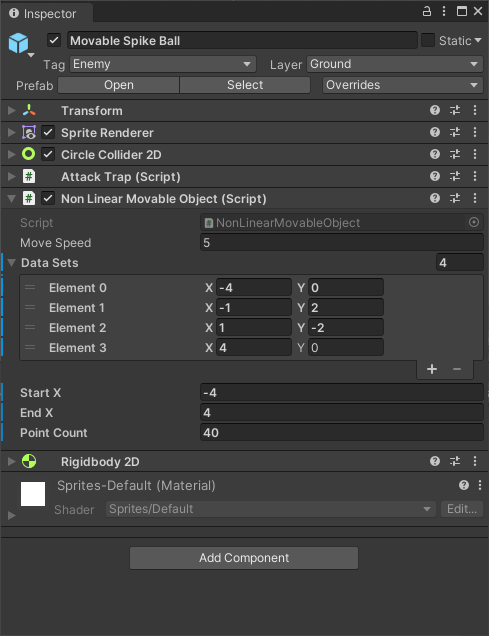 Inspector
Movable Spike Ball Static
Tag Enemy Layer Ground
Prefab Open Select Overrides
Transform
Sprite Renderer
Circle Collider 2D
Attack Trap (Script)
Non Linear Movable Object (Script)
Script NonLinearMovableObject
Move Speed 5
Data Sets 4
Element 0 X -4 Y 0
Element 1 X -1 Y 2
Element 2 X 1 Y -2
Element 3 X 4 Y 0
Start X -4
End X 4
Point Count 40
Rigidbody 2D
Sprites-Default (Material)
Shader Sprites/Default Edit...
Add Component